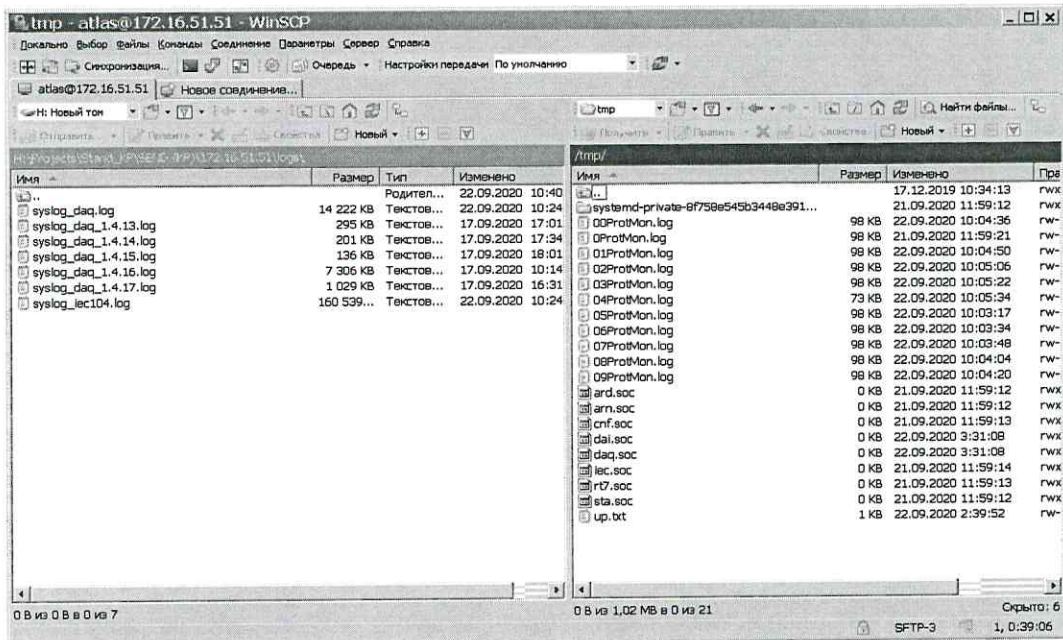 tmp - atlas@172.16.51.51 - WinSCP
Локально Выбор Файлы Команды Соединение Параметры Сервер Справка
Синхронизация... Очередь Настройки передачи По умолчанию
atlas@172.16.51.51 Новое соединение...
H: Новый том
Отправить Править Свойства Новый
Имя Размер Тип Изменено
.. Родител... 22.09.2020 10:40
syslog_daq.log 14 222 KB Текстов... 22.09.2020 10:24
syslog_daq_1.4.13.log 295 KB Текстов... 17.09.2020 17:01
syslog_daq_1.4.14.log 201 KB Текстов... 17.09.2020 17:34
syslog_daq_1.4.15.log 136 KB Текстов... 17.09.2020 18:01
syslog_daq_1.4.16.log 7 306 KB Текстов... 17.09.2020 10:14
syslog_daq_1.4.17.log 1 029 KB Текстов... 17.09.2020 16:31
syslog_iec104.log 160 539... Текстов... 22.09.2020 10:24
0 B из 0 B в 0 из 7
tmp Найти файлы...
Получить Править Свойства Новый
/tmp/
Имя Размер Изменено Пра
.. 17.12.2019 10:34:13 rwx
systemd-private-8f758e545b3448e391... 21.09.2020 11:59:12 rwx
00ProtMon.log 98 KB 22.09.2020 10:04:36 rw-
0ProtMon.log 98 KB 21.09.2020 11:59:21 rw-
01ProtMon.log 98 KB 22.09.2020 10:04:50 rw-
02ProtMon.log 98 KB 22.09.2020 10:05:06 rw-
03ProtMon.log 98 KB 22.09.2020 10:05:22 rw-
04ProtMon.log 73 KB 22.09.2020 10:05:34 rw-
05ProtMon.log 98 KB 22.09.2020 10:03:17 rw-
06ProtMon.log 98 KB 22.09.2020 10:03:34 rw-
07ProtMon.log 98 KB 22.09.2020 10:03:48 rw-
08ProtMon.log 98 KB 22.09.2020 10:04:04 rw-
09ProtMon.log 98 KB 22.09.2020 10:04:20 rw-
ard.soc 0 KB 21.09.2020 11:59:12 rwx
arn.soc 0 KB 21.09.2020 11:59:12 rwx
cnf.soc 0 KB 21.09.2020 11:59:13 rwx
dai.soc 0 KB 22.09.2020 3:31:08 rwx
daq.soc 0 KB 22.09.2020 3:31:08 rwx
iec.soc 0 KB 21.09.2020 11:59:14 rwx
rt7.soc 0 KB 21.09.2020 11:59:13 rwx
sta.soc 0 KB 21.09.2020 11:59:12 rwx
up.txt 1 KB 22.09.2020 2:39:52 rw-
0 B из 1,02 MB в 0 из 21
Скрыто: 6
SFTP-3 1, 0:39:06